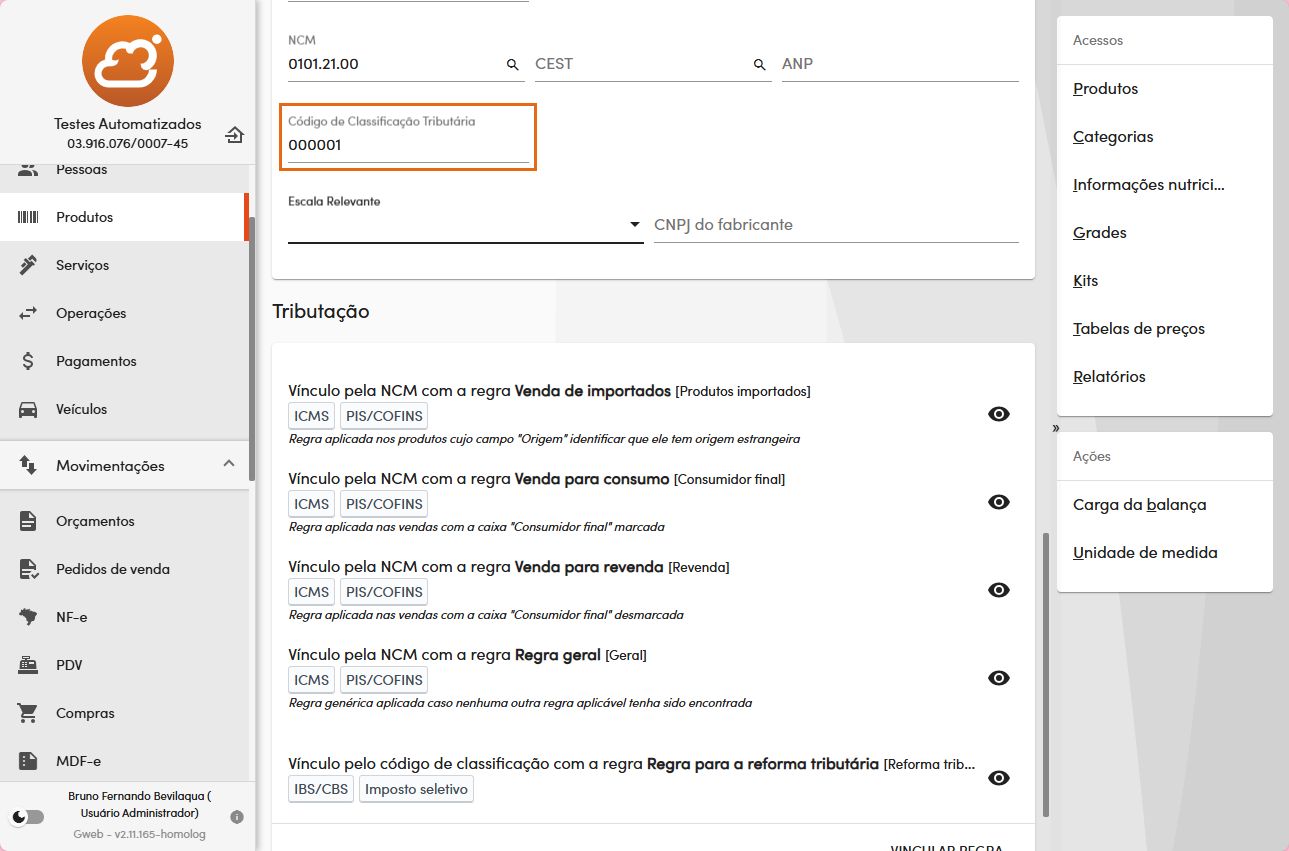 Testes Automatizados
03.916.076/0007-45
Pessoas
Produtos
Serviços
Operações
Pagamentos
Veículos
Movimentações
Orçamentos
Pedidos de venda
NF-e
PDV
Compras
MDF-e
Bruno Fernando Bevilaqua (
Usuário Administrador)
Gweb - v2.11.165-homolog
NCM
0101.21.00
CEST
ANP
Código de Classificação Tributária
000001
Escala Relevante
CNPJ do fabricante
Tributação
Vínculo pela NCM com a regra Venda de importados [Produtos importados]
ICMS PIS/COFINS
Regra aplicada nos produtos cujo campo "Origem" identificar que ele tem origem estrangeira
Vínculo pela NCM com a regra Venda para consumo [Consumidor final]
ICMS PIS/COFINS
Regra aplicada nas vendas com a caixa "Consumidor final" marcada
Vínculo pela NCM com a regra Venda para revenda [Revenda]
ICMS PIS/COFINS
Regra aplicada nas vendas com a caixa "Consumidor final" desmarcada
Vínculo pela NCM com a regra Regra geral [Geral]
ICMS PIS/COFINS
Regra genérica aplicada caso nenhuma outra regra aplicável tenha sido encontrada
Vínculo pelo código de classificação com a regra Regra para a reforma tributária [Reforma trib...
IBS/CBS Imposto seletivo
VINCULAR REGRA
Acessos
Produtos
Categorias
Informações nutrici...
Grades
Kits
Tabelas de preços
Relatórios
»
Ações
Carga da balança
Unidade de medida